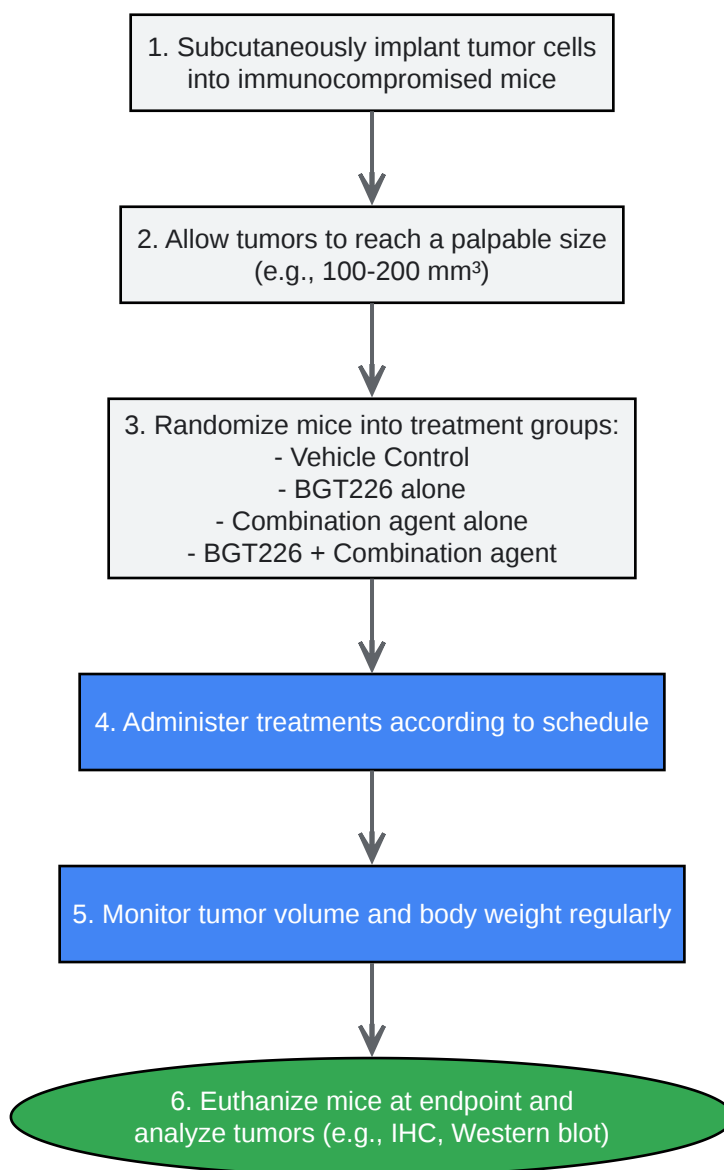 1. Subcutaneously implant tumor cells
into immunocompromised mice
2. Allow tumors to reach a palpable size
(e.g., 100-200 mm³)
3. Randomize mice into treatment groups:
- Vehicle Control
- BGT226 alone
- Combination agent alone
- BGT226 + Combination agent
4. Administer treatments according to schedule
5. Monitor tumor volume and body weight regularly
6. Euthanize mice at endpoint and
analyze tumors (e.g., IHC, Western blot)